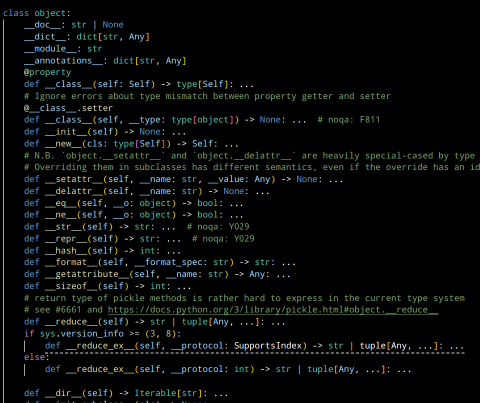 class object:
    __doc__: str | None
    __dict__: dict[str, Any]
    __module__: str
    __annotations__: dict[str, Any]
    @property
    def __class__(self: Self) -> type[Self]: ...
    # Ignore errors about type mismatch between property getter and setter
    @__class__.setter
    def __class__(self, __type: type[object]) -> None: ...  # noqa: F811
    def __init__(self) -> None: ...
    def __new__(cls: type[Self]) -> Self: ...
    # N.B. `object.__setattr__` and `object.__delattr__` are heavily special-cased by type
    # Overriding them in subclasses has different semantics, even if the override has an id
    def __setattr__(self, __name: str, __value: Any) -> None: ...
    def __delattr__(self, __name: str) -> None: ...
    def __eq__(self, __o: object) -> bool: ...
    def __ne__(self, __o: object) -> bool: ...
    def __str__(self) -> str: ...  # noqa: Y029
    def __repr__(self) -> str: ...  # noqa: Y029
    def __hash__(self) -> int: ...
    def __format__(self, __format_spec: str) -> str: ...
    def __getattribute__(self, __name: str) -> Any: ...
    def __sizeof__(self) -> int: ...
    # return type of pickle methods is rather hard to express in the current type system
    # see #6661 and https://docs.python.org/3/library/pickle.html#object.__reduce__
    def __reduce__(self) -> str | tuple[Any, ...]: ...
    if sys.version_info >= (3, 8):
        def __reduce_ex__(self, __protocol: SupportsIndex) -> str | tuple[Any, ...]: ...
    else:
        def __reduce_ex__(self, __protocol: int) -> str | tuple[Any, ...]: ...
    def __dir__(self) -> Iterable[str]: ...